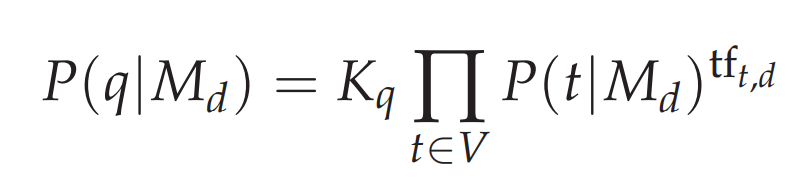 P(q|M_d) = K_q ∏_{t∈V} P(t|M_d)^{tf_{t,d}}